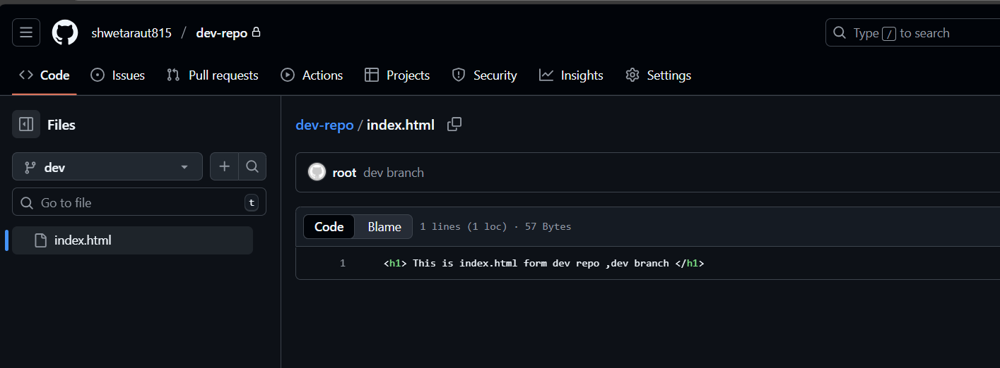 shwetaraut815 / dev-repo
Type / to search
Code Issues Pull requests Actions Projects Security Insights Settings
Files
dev
Go to file t
index.html
dev-repo / index.html
root dev branch
Code Blame 1 lines (1 loc) · 57 Bytes
1 <h1> This is index.html form dev repo ,dev branch </h1>